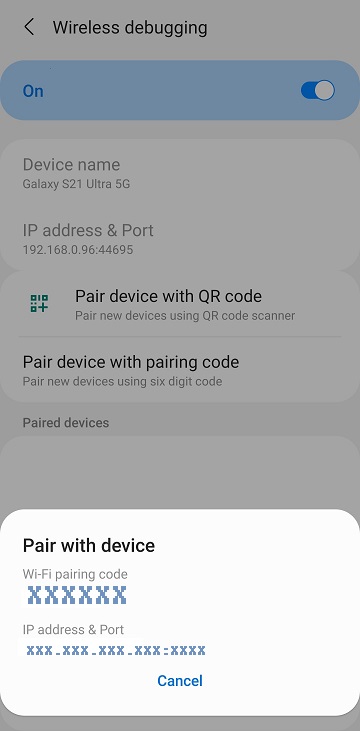 Wireless debugging
On
Device name
Galaxy S21 Ultra 5G
IP address & Port
192.168.0.96:44695
Pair device with QR code
Pair new devices using QR code scanner
Pair device with pairing code
Pair new devices using six digit code
Paired devices
Pair with device
Wi-Fi pairing code
XXXXXX
IP address & Port
xxx.xxx.xxx.xxx:xxxx
Cancel